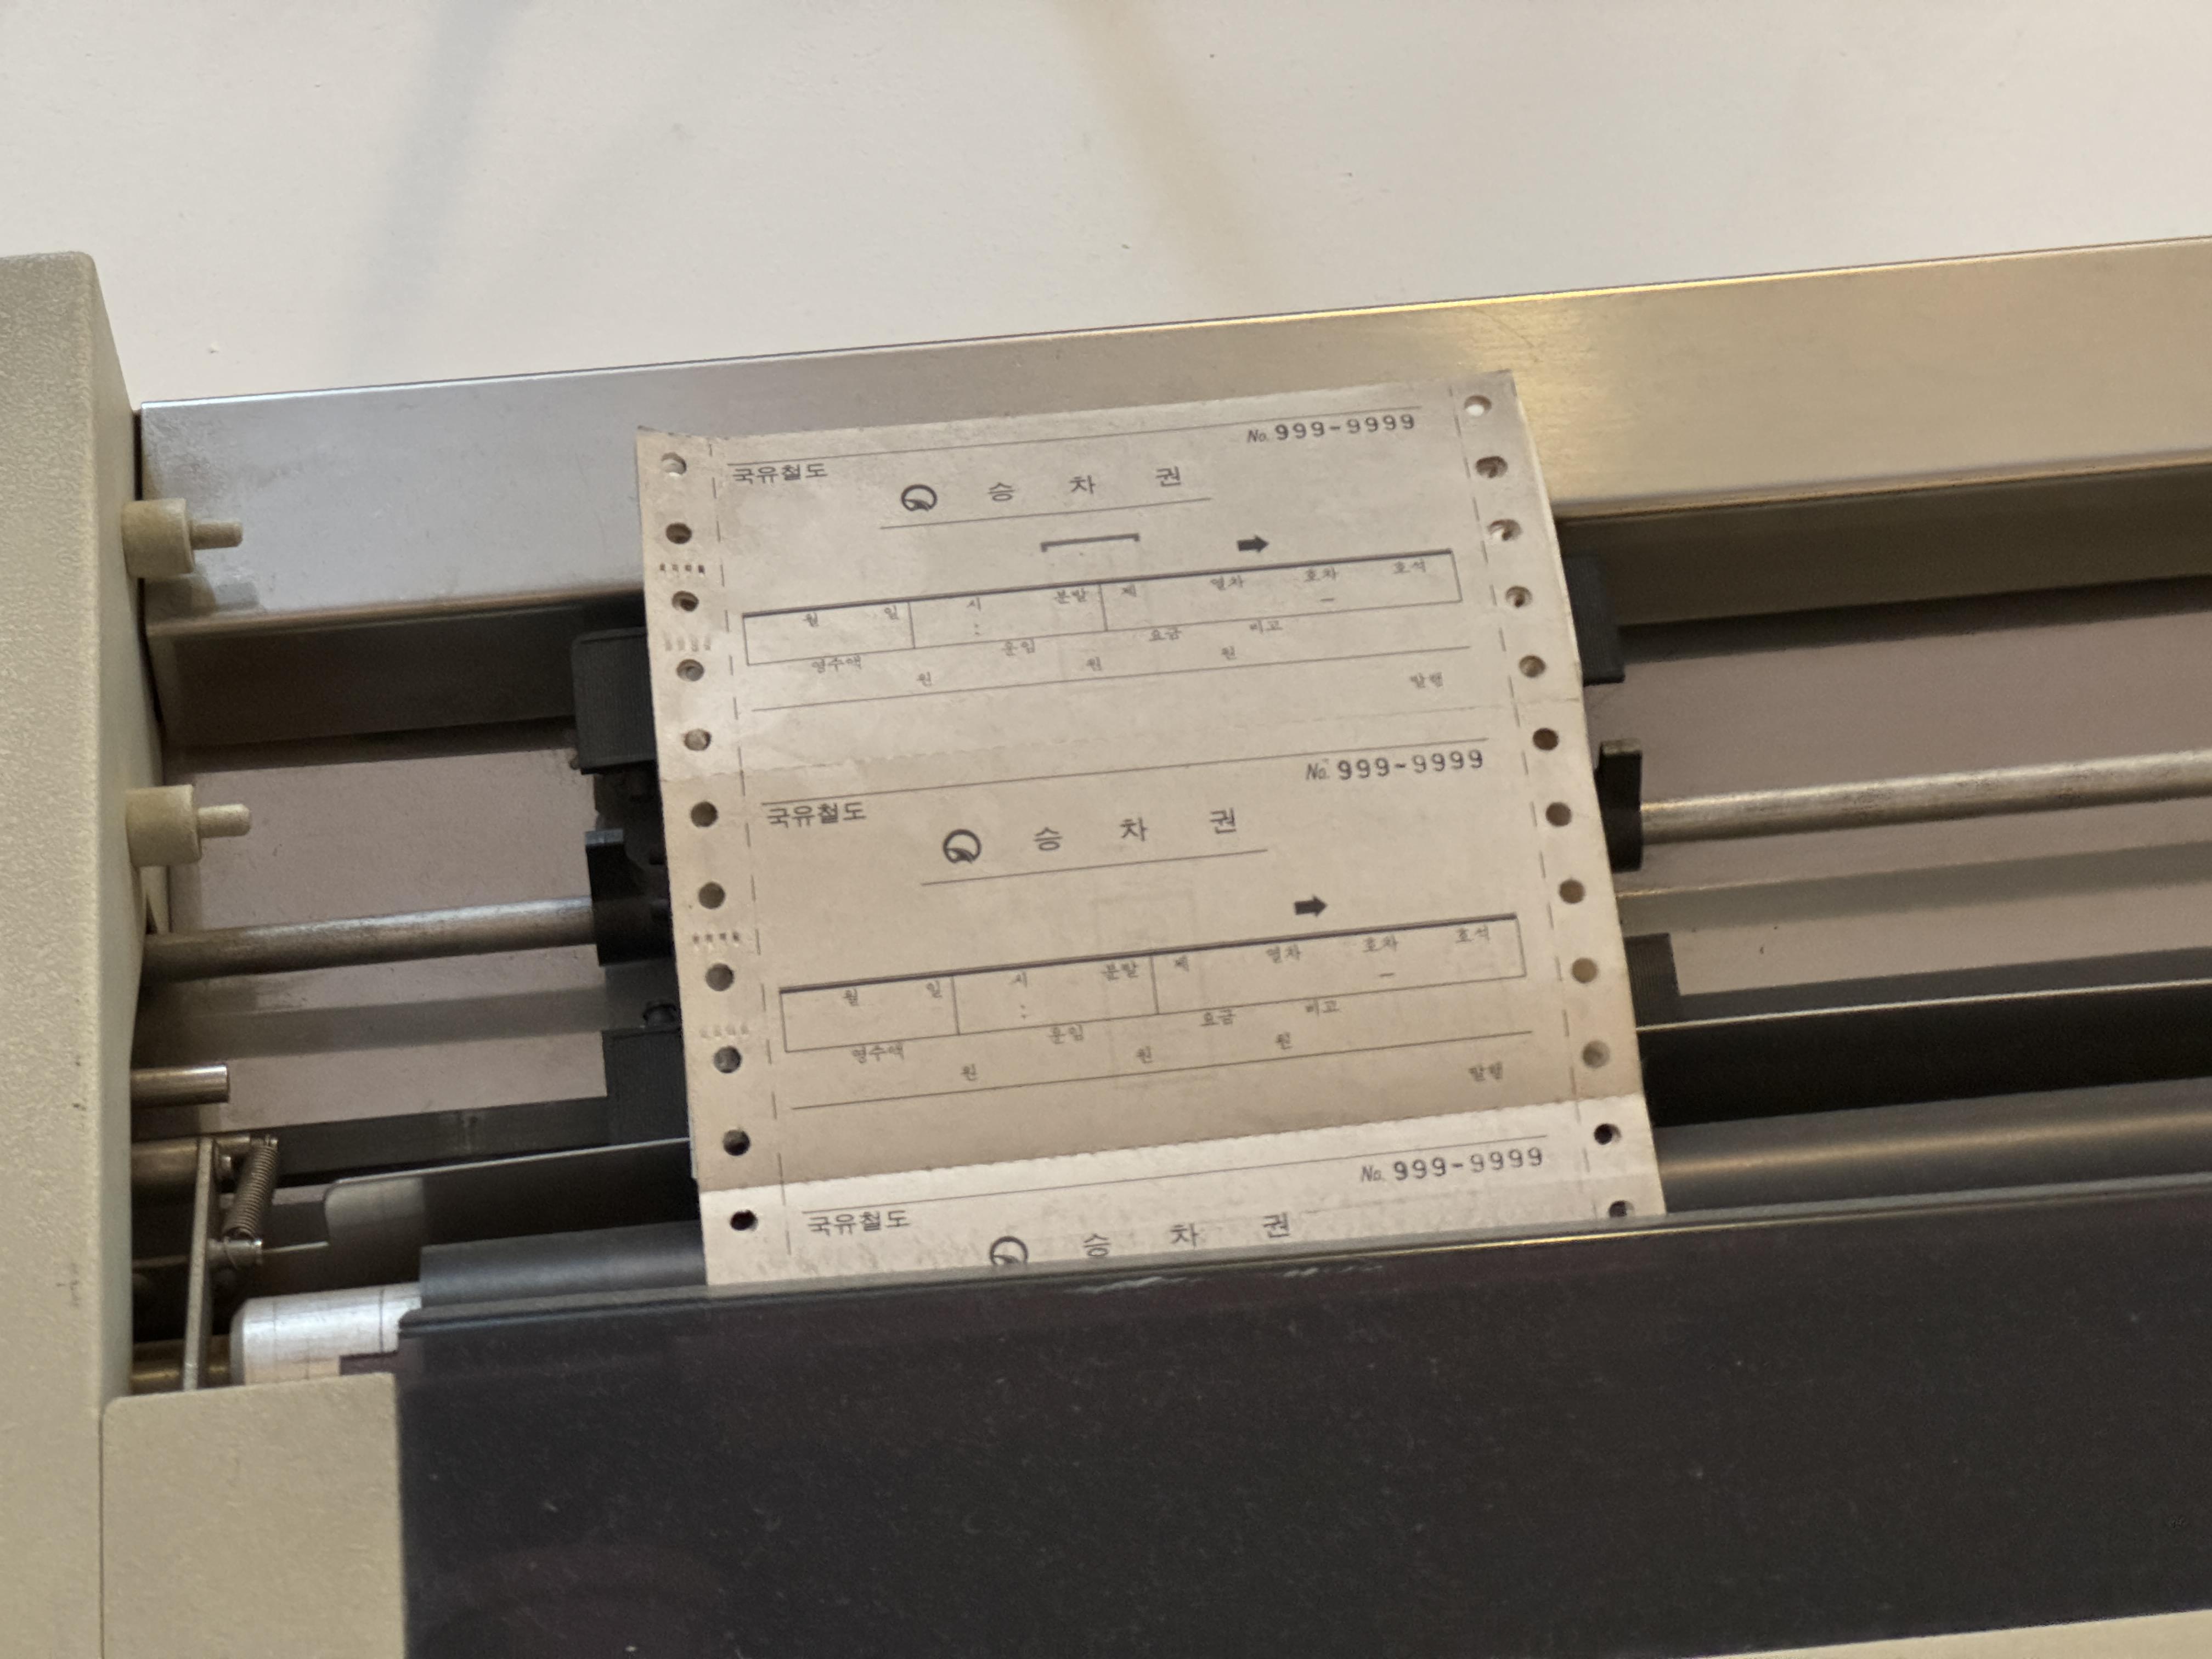 No. 999-9999
국유철도
승 차 권
월 일 시 분발 제 열차 호차 호석
: –
영수액 운임 요금 비고
원 원 원
발행
No. 999-9999
국유철도
승 차 권
월 일 시 분발 제 열차 호차 호석
: –
영수액 운임 요금 비고
원 원 원
발행
No. 999-9999
국유철도
승 차 권